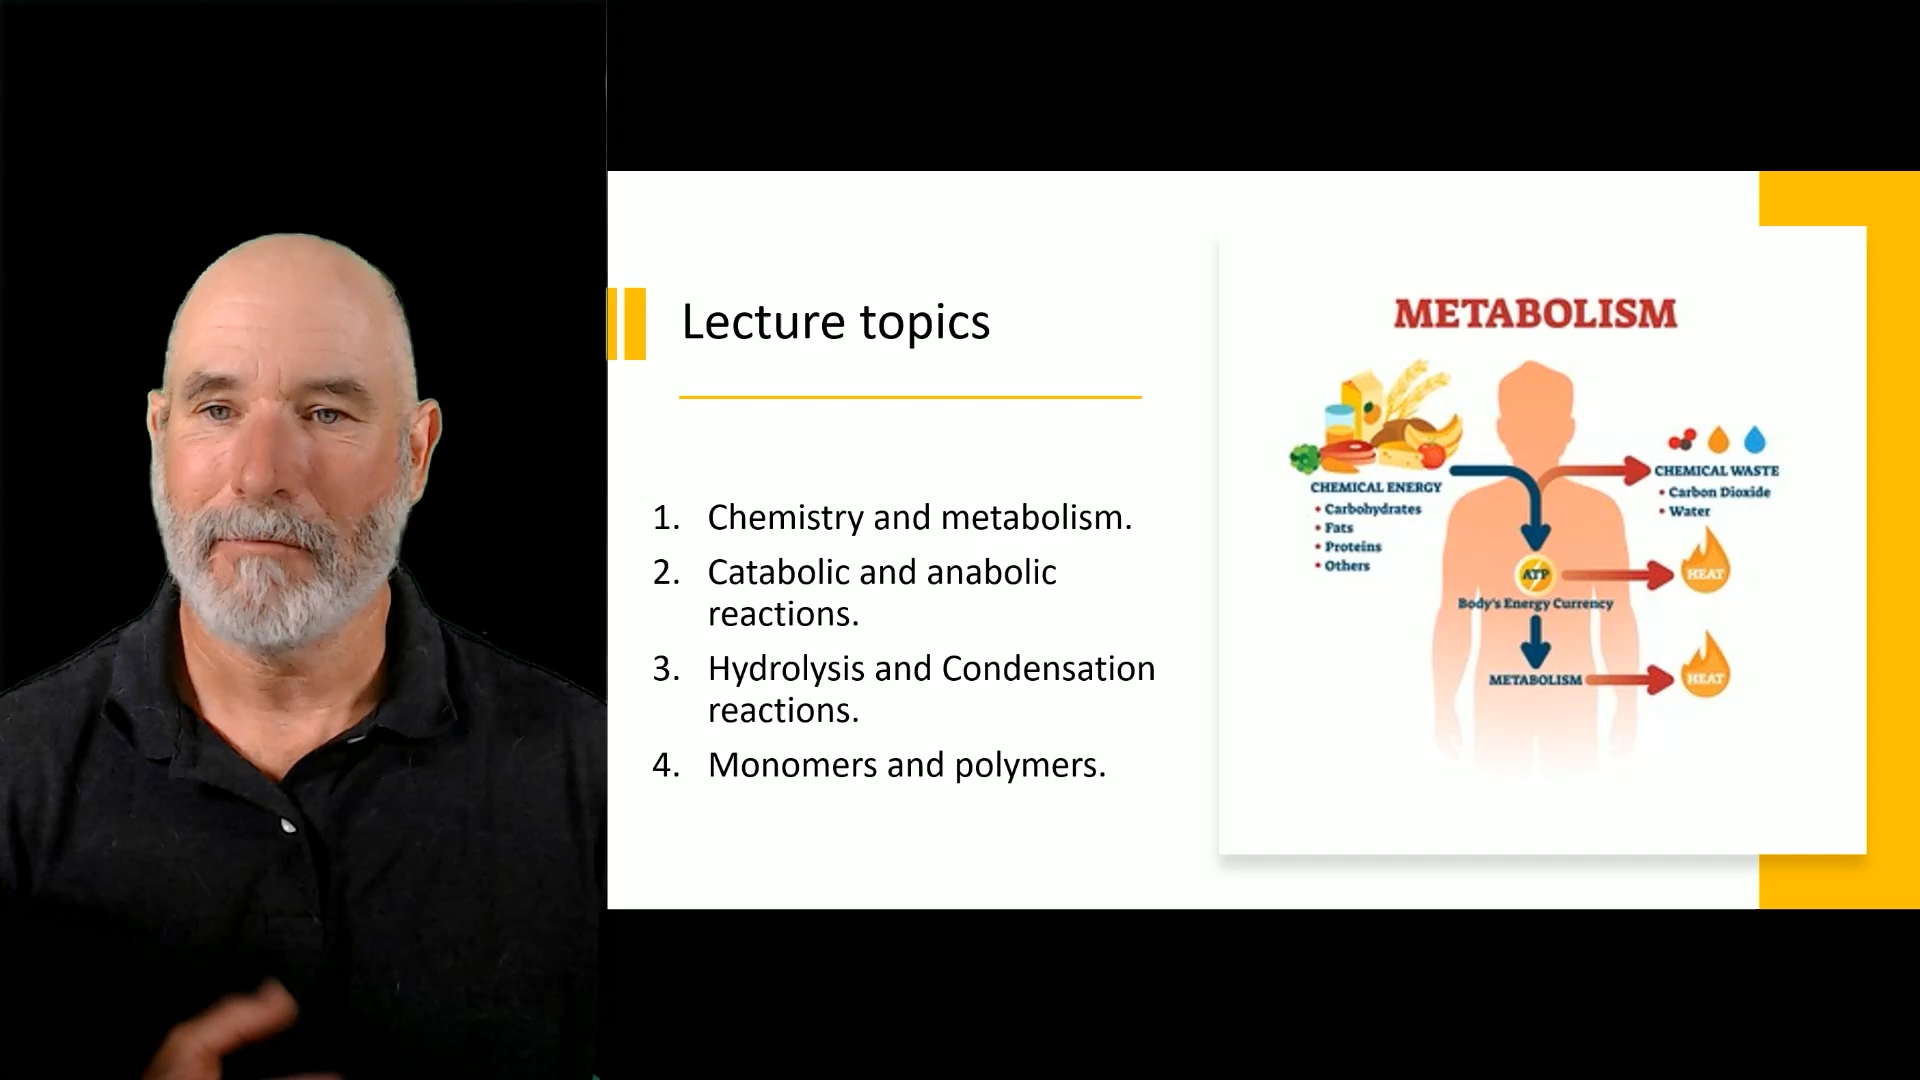 Lecture topics
1. Chemistry and metabolism.
2. Catabolic and anabolic
reactions.
3. Hydrolysis and Condensation
reactions.
4. Monomers and polymers.
METABOLISM
CHEMICAL ENERGY
• Carbohydrates
• Fats
• Proteins
• Others
CHEMICAL WASTE
• Carbon Dioxide
• Water
ATP
HEAT
Body's Energy Currency
METABOLISM
HEAT